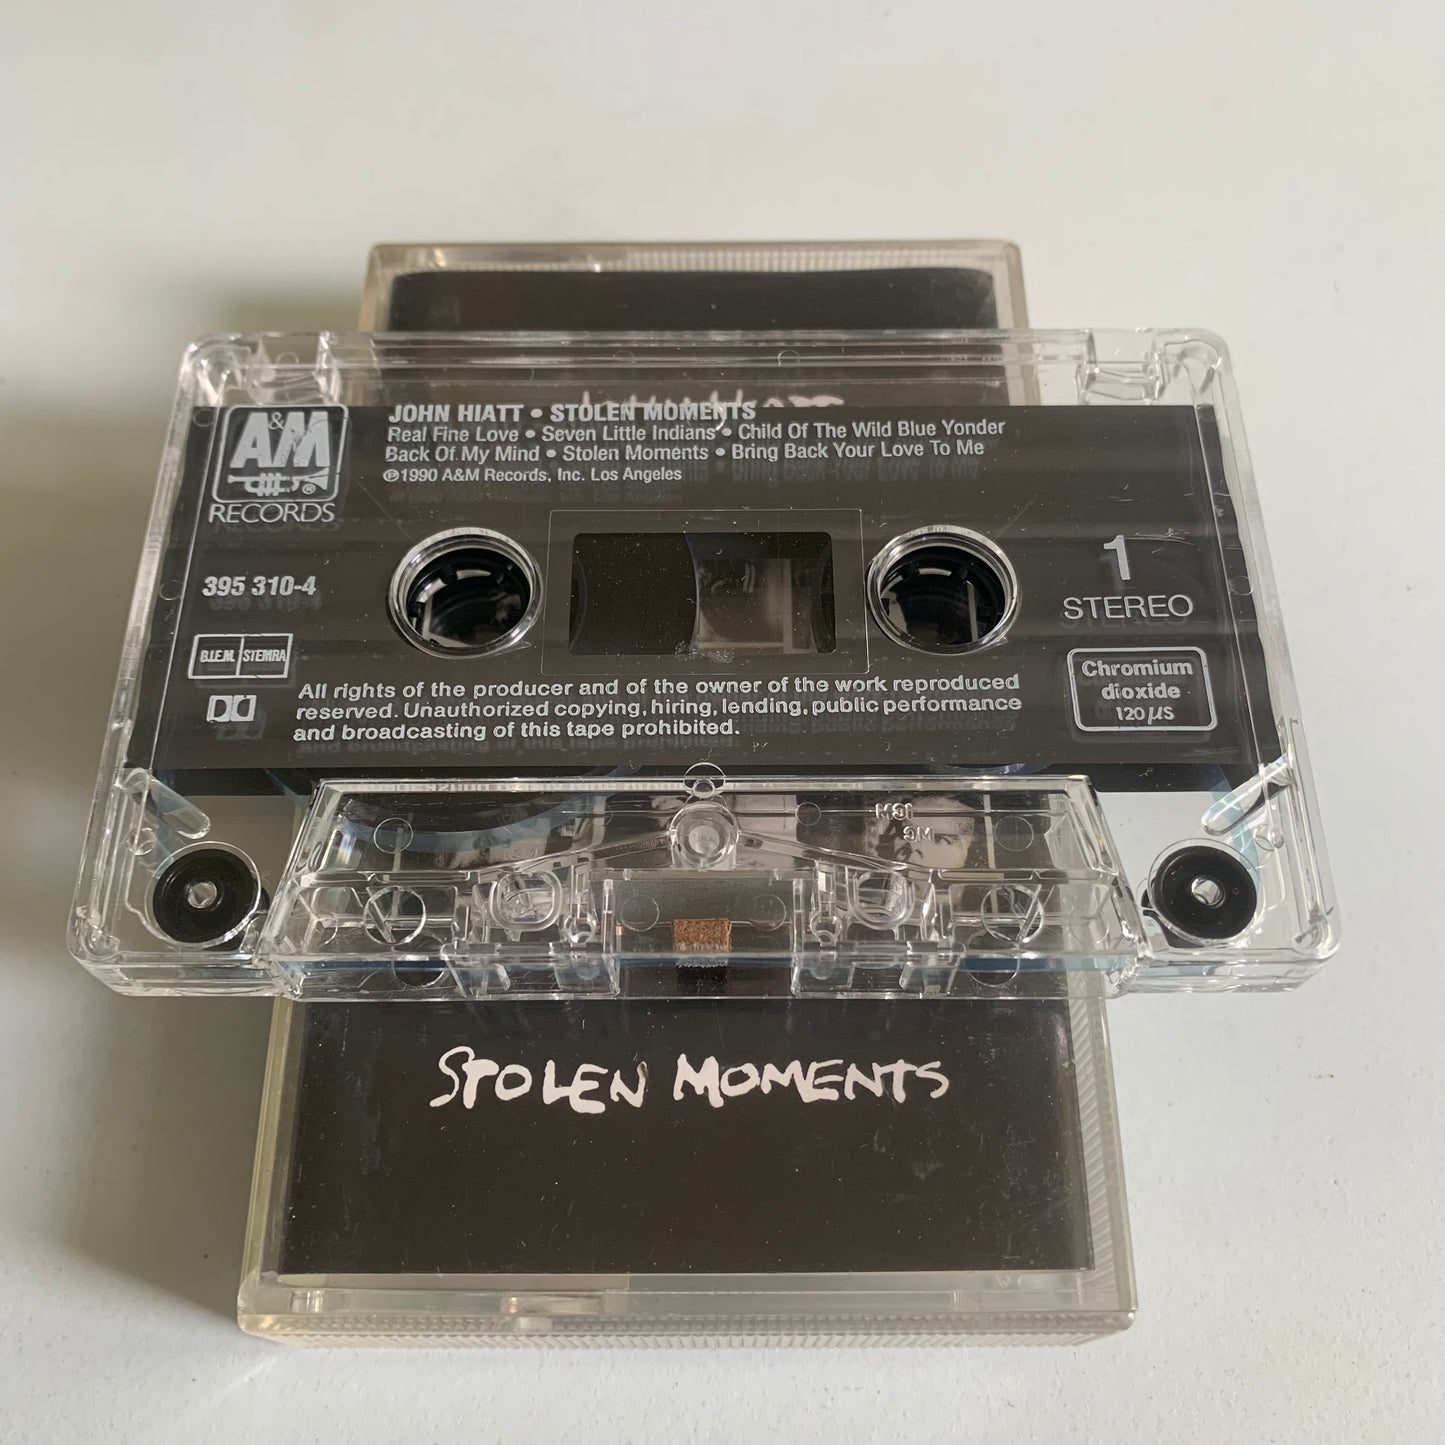 A&M
®
RECORDS
JOHN HIATT • STOLEN MOMENTS
Real Fine Love • Seven Little Indians • Child Of The Wild Blue Yonder
Back Of My Mind • Stolen Moments • Bring Back Your Love To Me
℗1990 A&M Records, Inc. Los Angeles
395 310-4
1
STEREO
B.I.E.M. STEMRA
Chromium
dioxide
120 µs
All rights of the producer and of the owner of the work reproduced
reserved. Unauthorized copying, hiring, lending, public performance
and broadcasting of this tape prohibited.
STOLEN MOMENTS